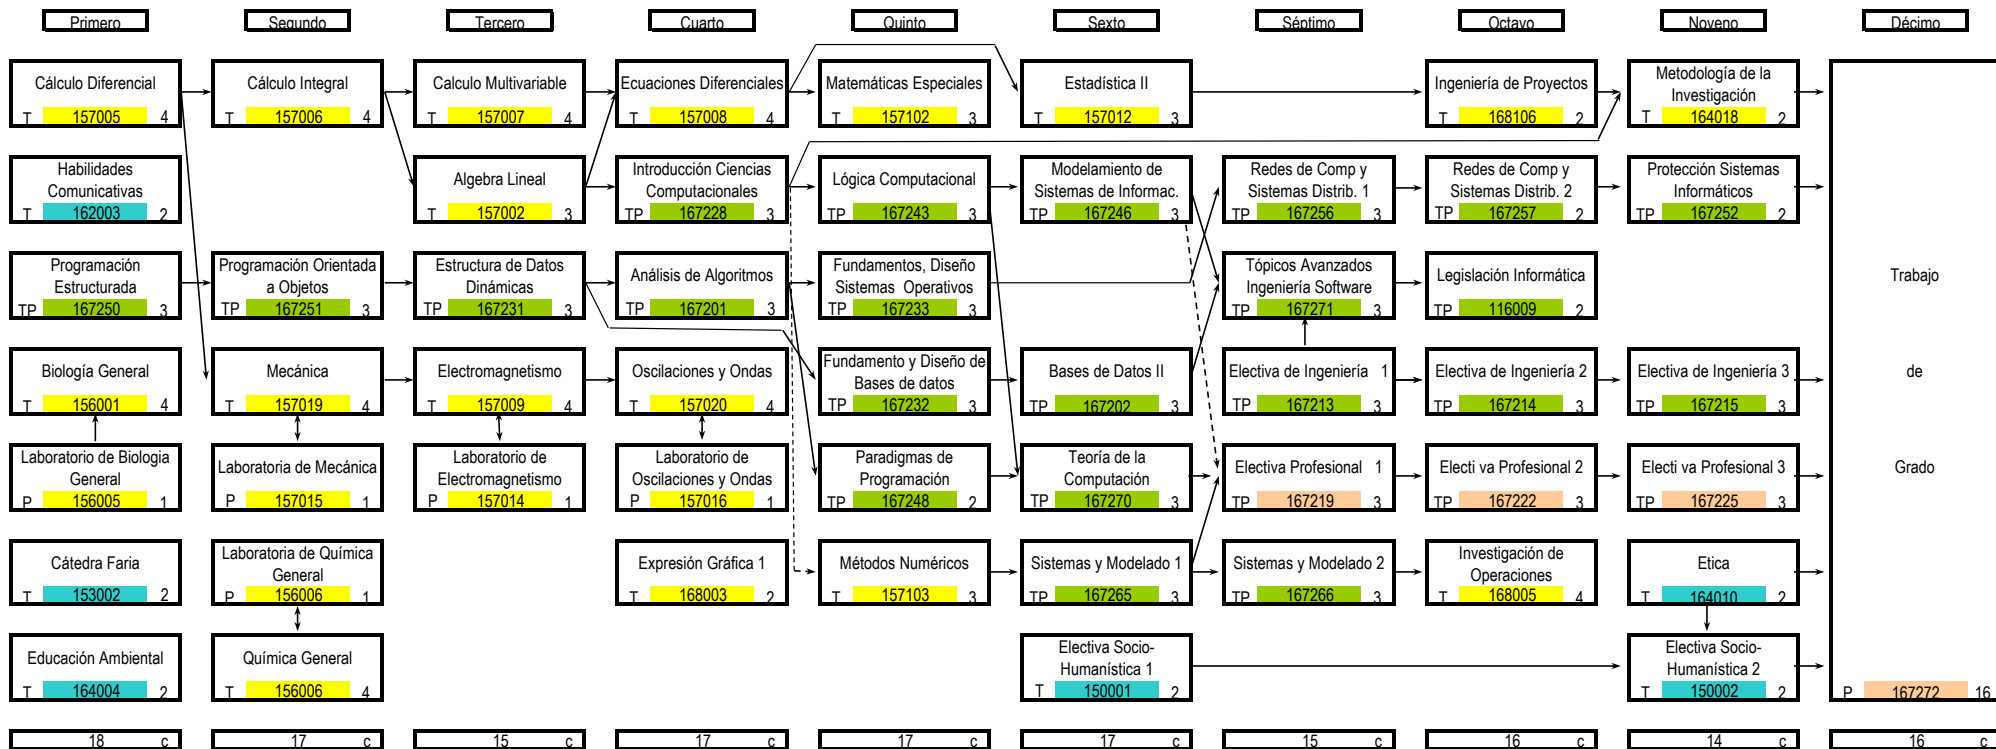 Primero Segundo Tercero Cuarto Quinto Sexto Séptimo Octavo Noveno Décimo
Cálculo Diferencial
T 157005 4
Cálculo Integral
T 157006 4
Calculo Multivariable
T 157007 4
Ecuaciones Diferenciales
T 157008 4
Matemáticas Especiales
T 157102 3
Estadística II
T 157012 3
Ingeniería de Proyectos
T 168106 2
Metodología de la
Investigación
T 164018 2
Habilidades
Comunicativas
T 162003 2
Algebra Lineal
T 157002 3
Introducción Ciencias
Computacionales
TP 167228 3
Lógica Computacional
TP 167243 3
Modelamiento de
Sistemas de Informac.
TP 167246 3
Redes de Comp y
Sistemas Distrib. 1
TP 167256 3
Redes de Comp y
Sistemas Distrib. 2
TP 167257 2
Protección Sistemas
Informáticos
TP 167252 2
Programación
Estructurada
TP 167250 3
Programación Orientada
a Objetos
TP 167251 3
Estructura de Datos
Dinámicas
TP 167231 3
Análisis de Algoritmos
TP 167201 3
Fundamentos, Diseño
Sistemas Operativos
TP 167233 3
Tópicos Avanzados
Ingeniería Software
TP 167271 3
Legislación Informática
TP 116009 2
Trabajo
Biología General
T 156001 4
Mecánica
T 157019 4
Electromagnetismo
T 157009 4
Oscilaciones y Ondas
T 157020 4
Fundamento y Diseño de
Bases de datos
TP 167232 3
Bases de Datos II
TP 167202 3
Electiva de Ingeniería 1
TP 167213 3
Electiva de Ingeniería 2
TP 167214 3
Electiva de Ingeniería 3
TP 167215 3
de
Laboratorio de Biologia
General
P 156005 1
Laboratoria de Mecánica
P 157015 1
Laboratorio de
Electromagnetismo
P 157014 1
Laboratorio de
Oscilaciones y Ondas
P 157016 1
Paradigmas de
Programación
TP 167248 2
Teoría de la
Computación
TP 167270 3
Electiva Profesional 1
TP 167219 3
Electi va Profesional 2
TP 167222 3
Electi va Profesional 3
TP 167225 3
Grado
Cátedra Faria
T 153002 2
Laboratoria de Química
General
P 156006 1
Expresión Gráfica 1
T 168003 2
Métodos Numéricos
T 157103 3
Sistemas y Modelado 1
TP 167265 3
Sistemas y Modelado 2
TP 167266 3
Investigación de
Operaciones
T 168005 4
Etica
T 164010 2
Educación Ambiental
T 164004 2
Química General
T 156006 4
Electiva Socio-
Humanística 1
T 150001 2
Electiva Socio-
Humanística 2
T 150002 2
P 167272 16
18 c 17 c 15 c 17 c 17 c 17 c 15 c 16 c 14 c 16 c